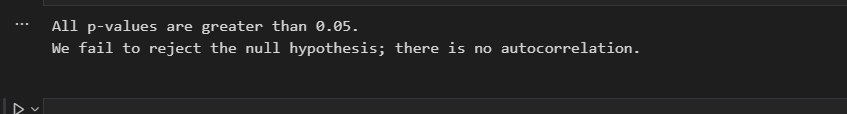 ... All p-values are greater than 0.05.
We fail to reject the null hypothesis; there is no autocorrelation.